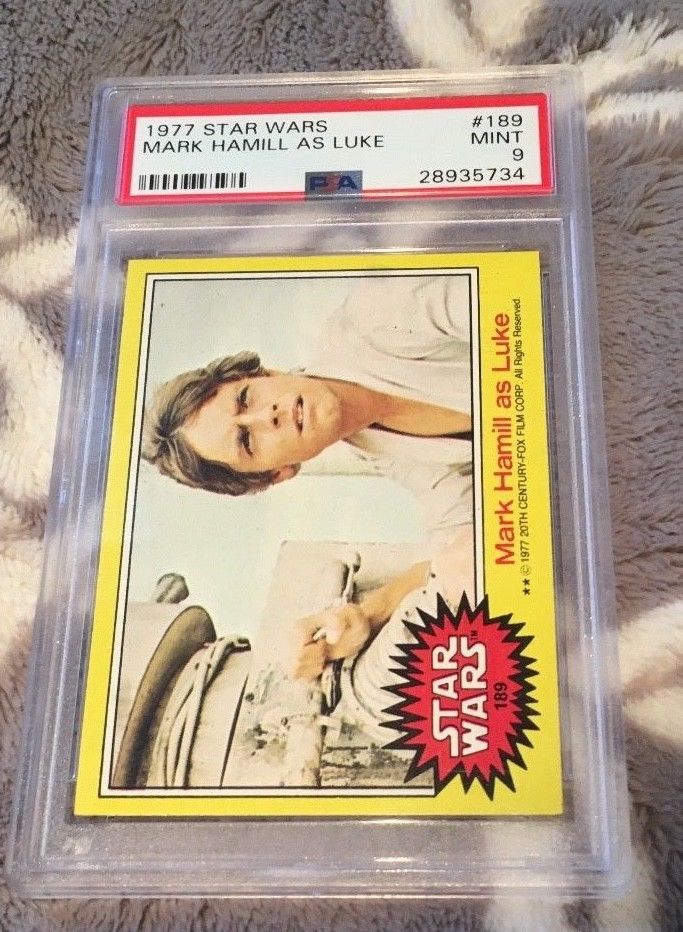 1977 STAR WARS #189
MARK HAMILL AS LUKE MINT
9
PSA 28935734
Mark Hamill as Luke
★★ © 1977 20TH CENTURY-FOX FILM CORP. All Rights Reserved.
STAR
WARS™
189